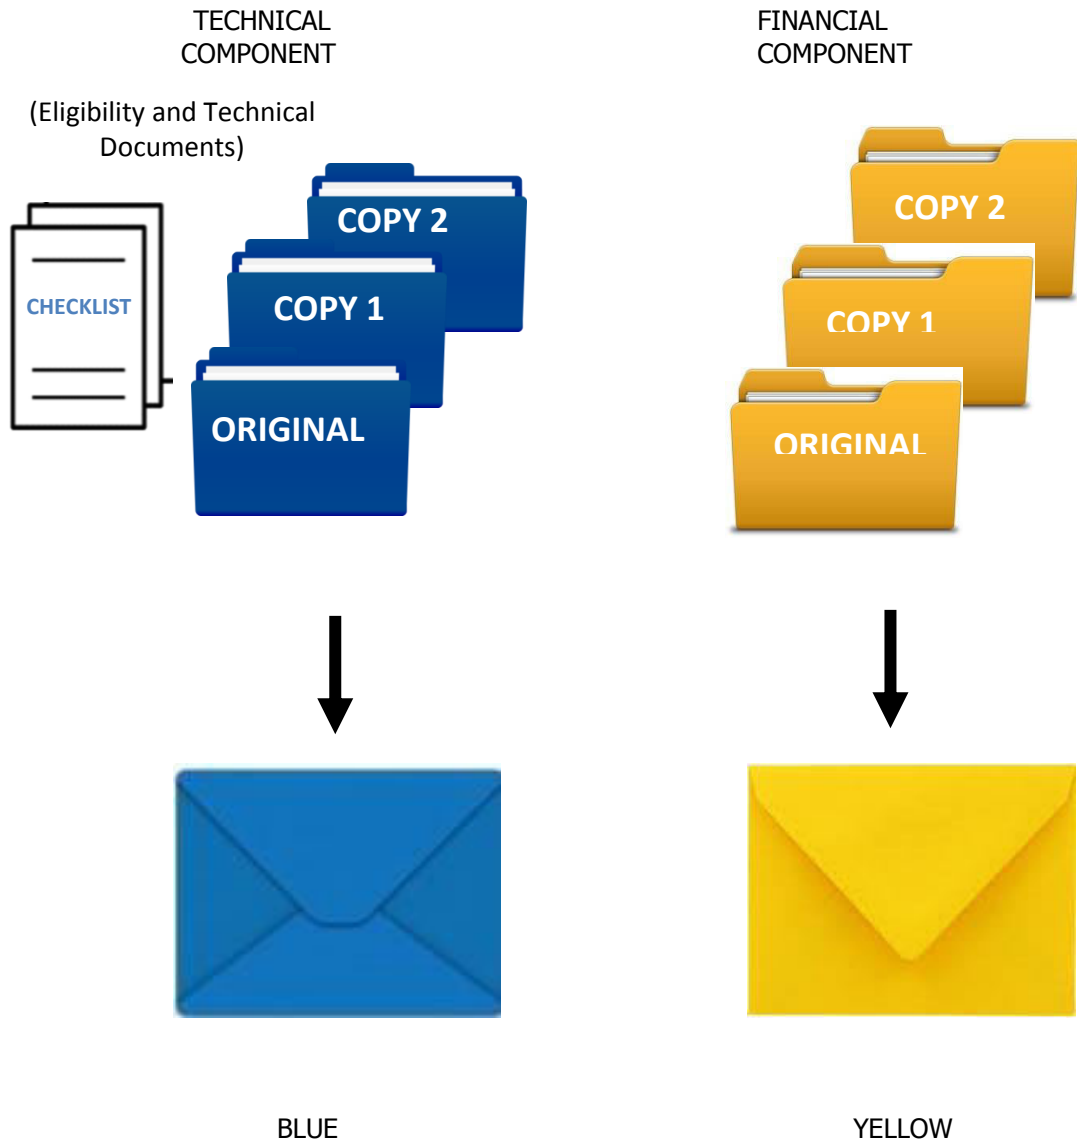 TECHNICAL
COMPONENT
(Eligibility and Technical
Documents)
CHECKLIST
COPY 2
COPY 1
ORIGINAL
BLUE
FINANCIAL
COMPONENT
COPY 2
COPY 1
ORIGINAL
YELLOW